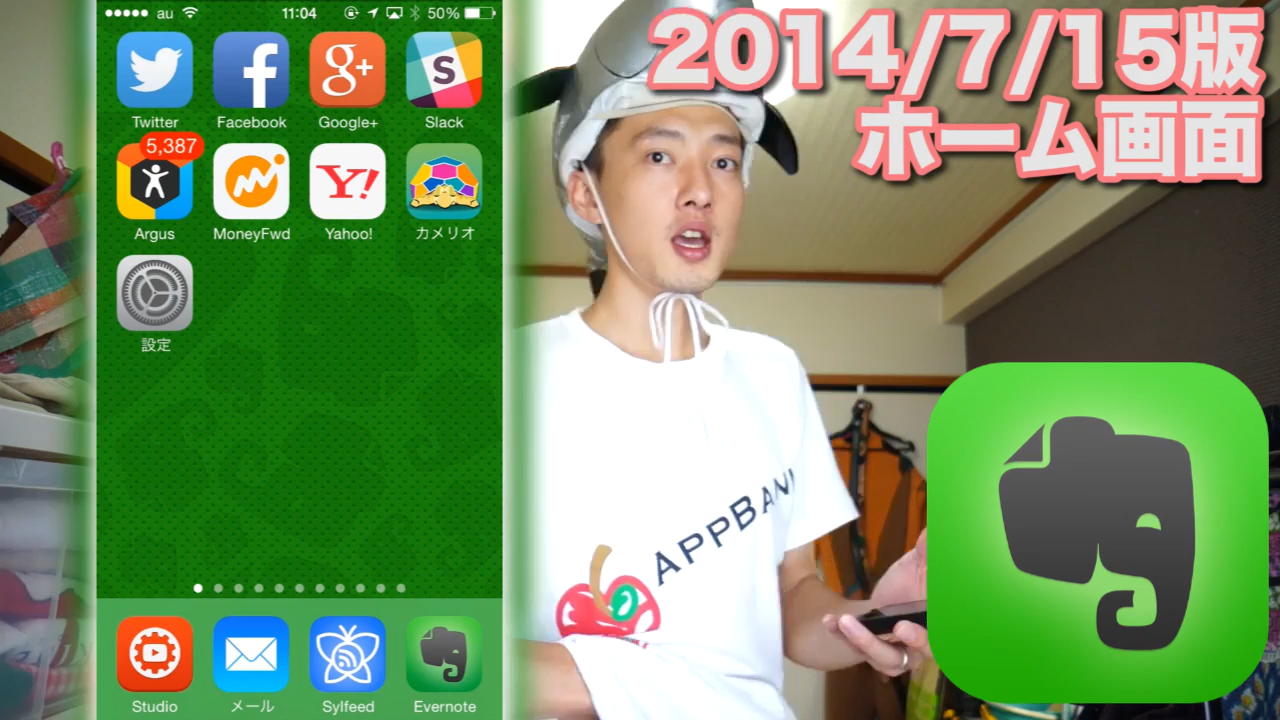 au 11:04 50%
Twitter Facebook Google+ Slack
g+ S
5,387
Y!
Argus MoneyFwd Yahoo! カメリオ
設定
Studio メール Sylfeed Evernote
2014/7/15版
ホーム画面
APPBAN